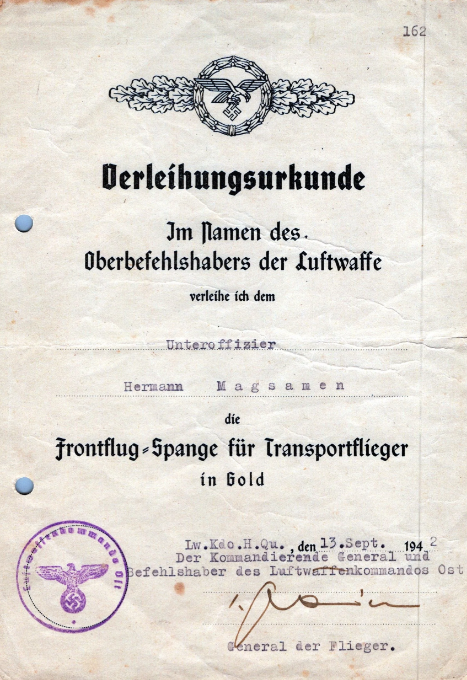 162
Verleihungsurkunde
Im Namen des
Oberbefehlshabers der Luftwaffe
verleihe ich dem
Unteroffizier
Hermann Magsamen
die
Frontflug-Spange für Transportflieger
in Gold
Lw.Kdo.H.Qu., den 13.Sept. 1942
Der Kommandierende General und
Befehlshaber des Luftwaffenkommandos Ost
General der Flieger.
Luftwaffenkommando Ost